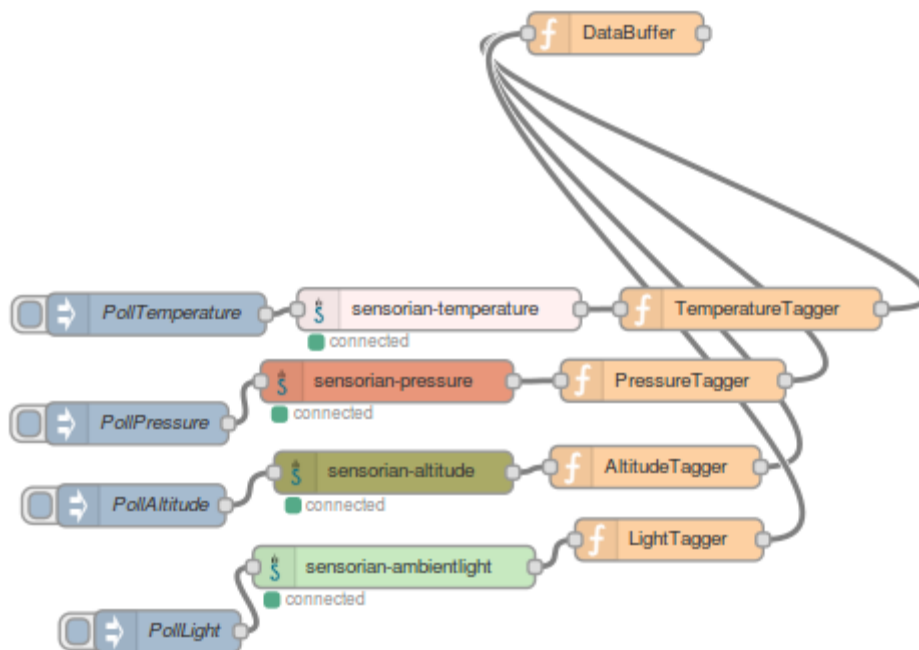 DataBuffer
PollTemperature
sensorian-temperature
TemperatureTagger
connected
sensorian-pressure
PressureTagger
connected
PollPressure
sensorian-altitude
AltitudeTagger
connected
PollAltitude
LightTagger
sensorian-ambientlight
connected
PollLight